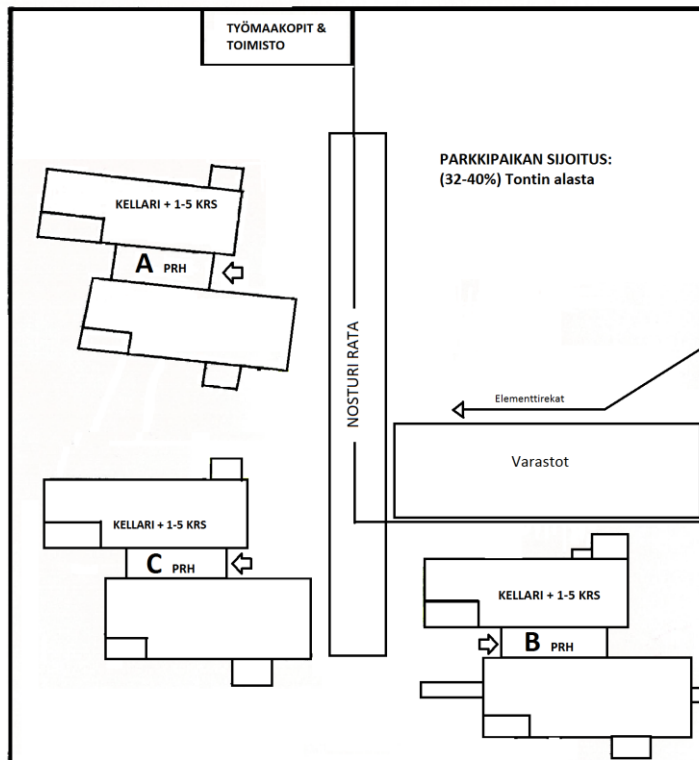 TYÖMAAKOPIT &
TOIMISTO
PARKKIPAIKAN SIJOITUS:
(32-40%) Tontin alasta
KELLARI + 1-5 KRS
A PRH
NOSTURI RATA
Elementtirekat
Varastot
KELLARI + 1-5 KRS
C PRH
KELLARI + 1-5 KRS
B PRH